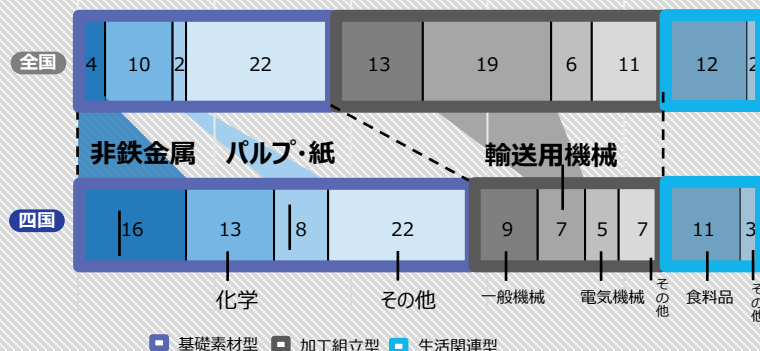 全国
4 10 2 22 13 19 6 11 12 2
非鉄金属 パルプ・紙 輸送用機械
四国
16 13 8 22 9 7 5 7 11 3
化学 その他 一般機械 電気機械 その他 食料品 その他
基礎素材型 加工組立型 生活関連型